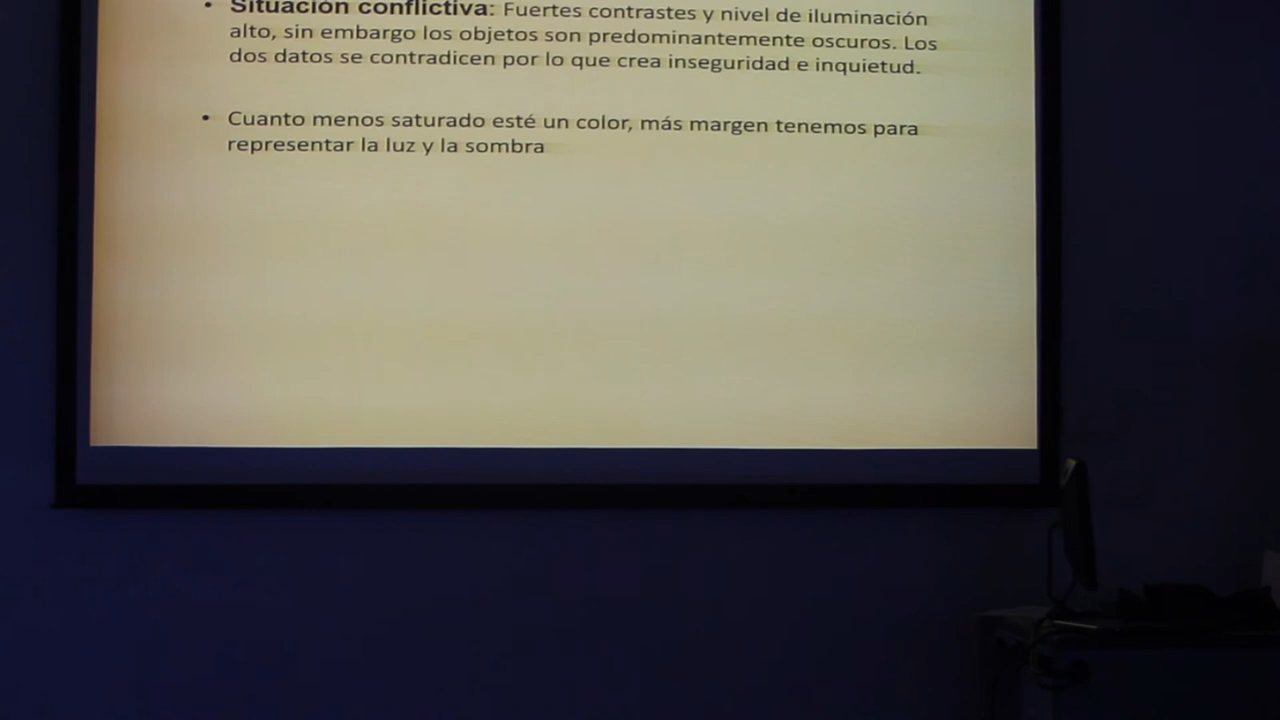 • Situación conflictiva: Fuertes contrastes y nivel de iluminación
alto, sin embargo los objetos son predominantemente oscuros. Los
dos datos se contradicen por lo que crea inseguridad e inquietud.
• Cuanto menos saturado esté un color, más margen tenemos para
representar la luz y la sombra